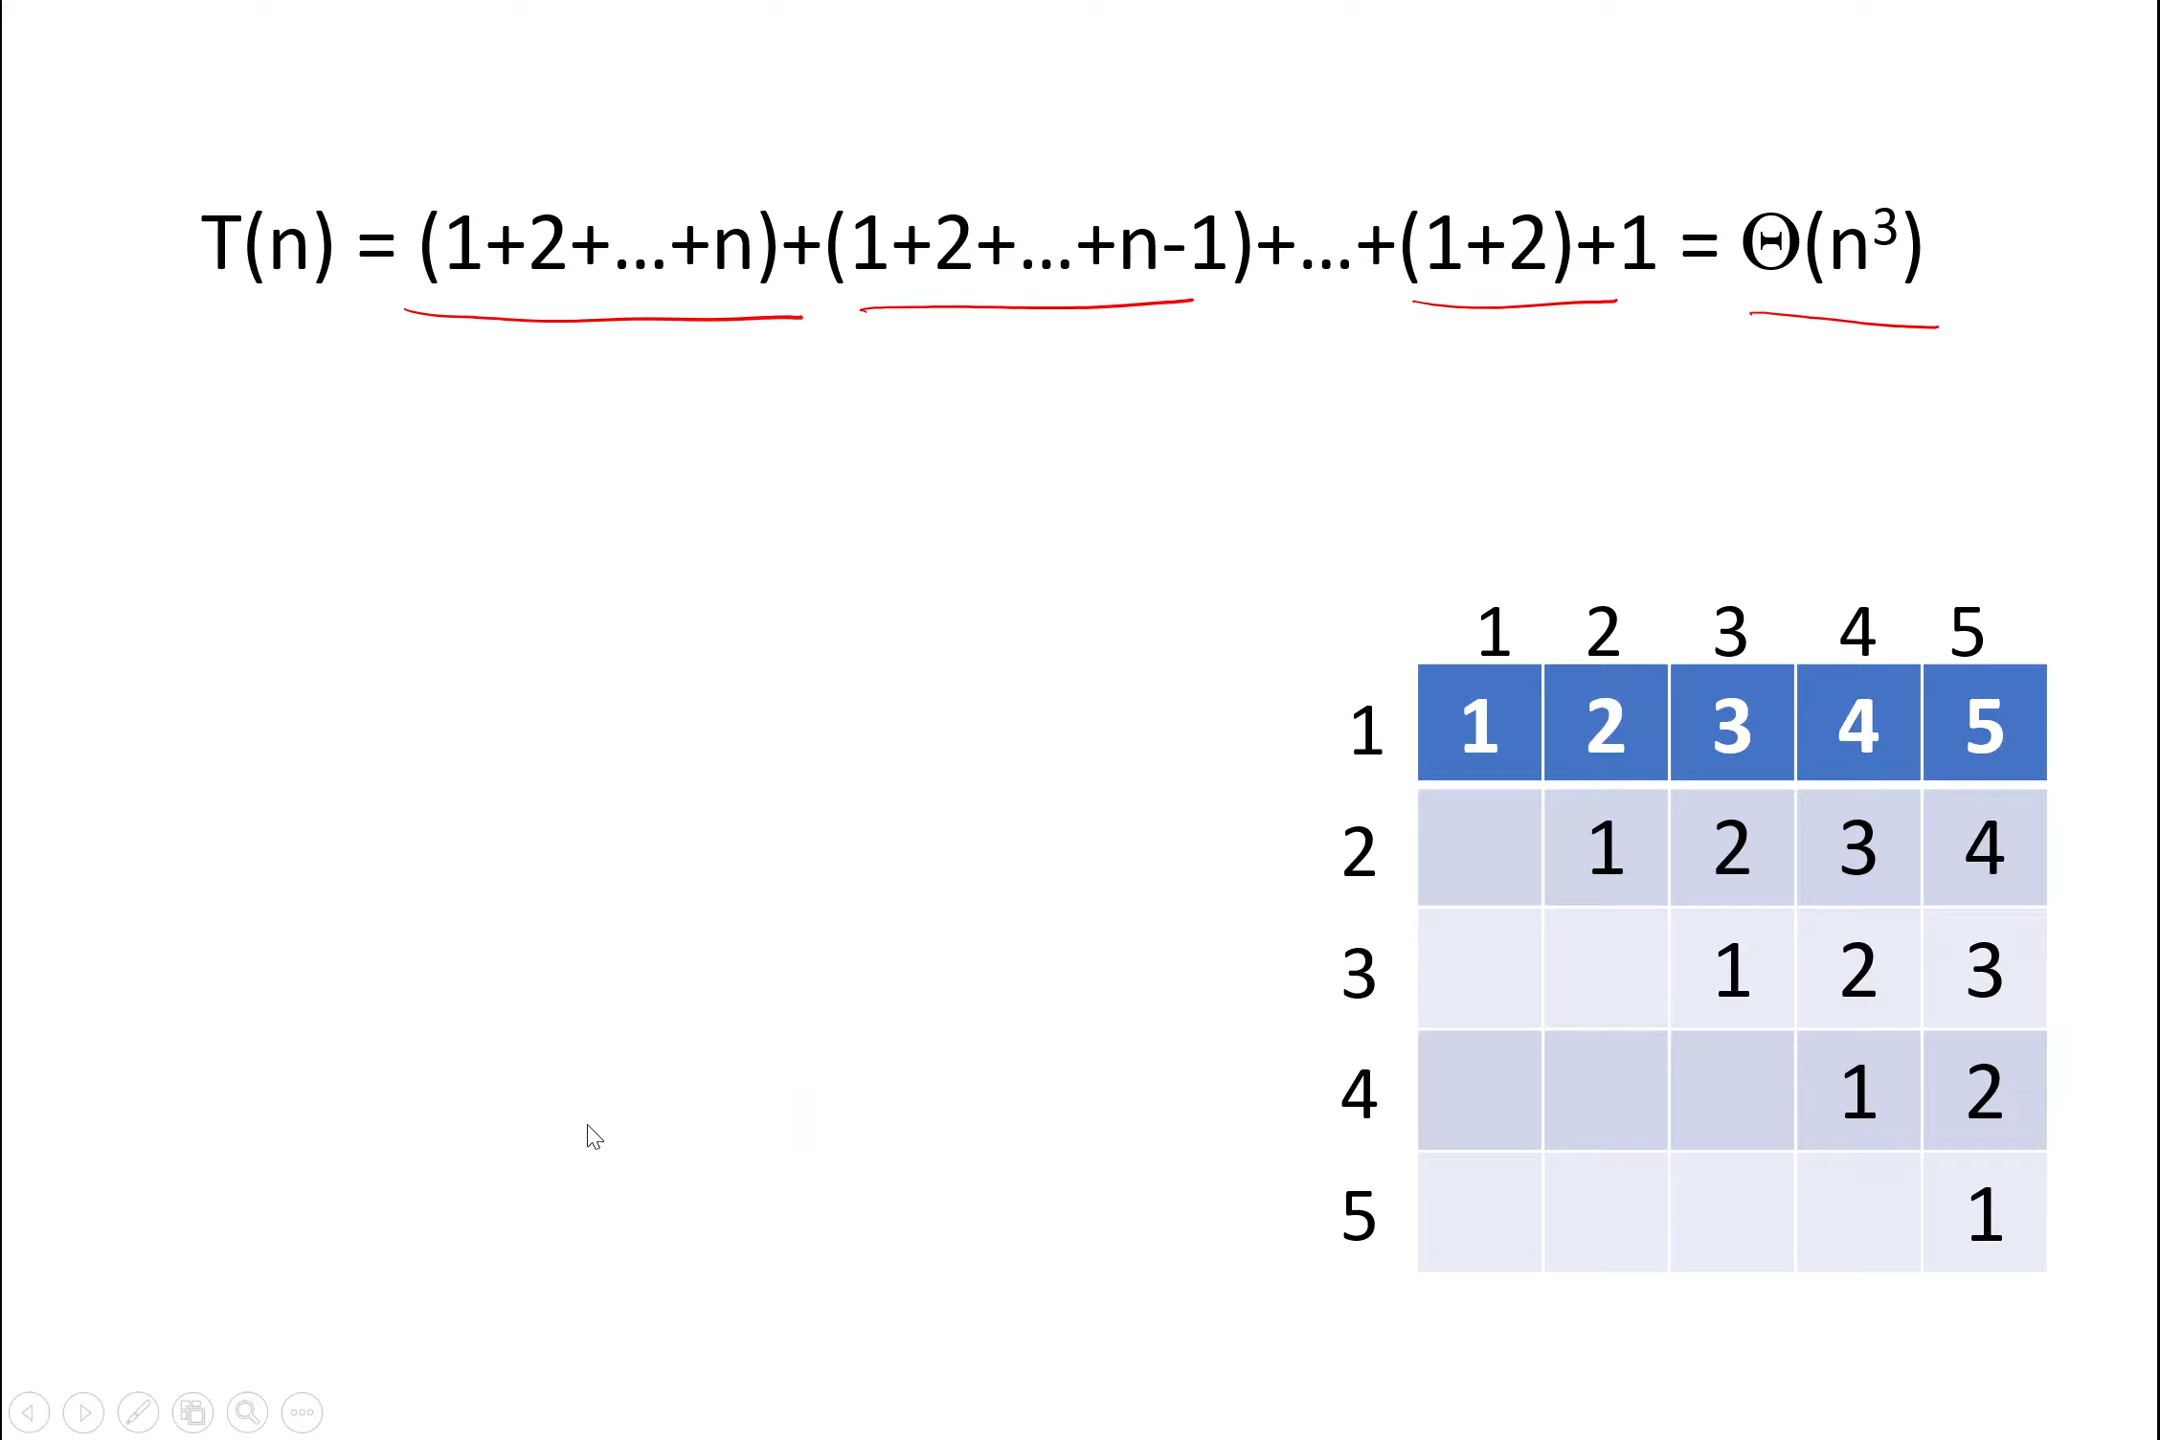 T(n) = (1+2+...+n)+(1+2+...+n-1)+...+(1+2)+1 = Θ(n³)
1 2 3 4 5
1 1 2 3 4 5
2 1 2 3 4
3 1 2 3
4 1 2
5 1